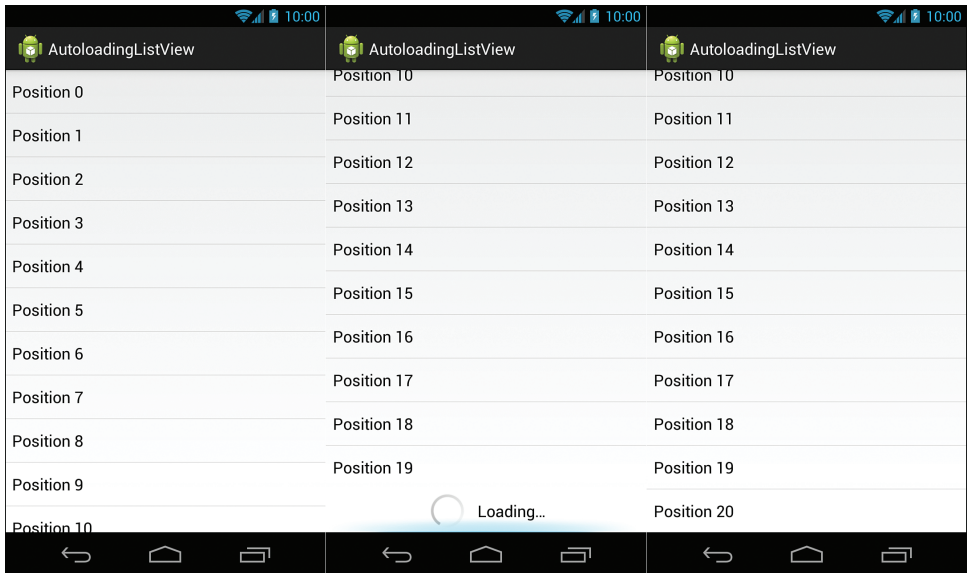 10:00
AutoloadingListView
Position 0
Position 1
Position 2
Position 3
Position 4
Position 5
Position 6
Position 7
Position 8
Position 9
Position 10
10:00
AutoloadingListView
Position 10
Position 11
Position 12
Position 13
Position 14
Position 15
Position 16
Position 17
Position 18
Position 19
Loading...
10:00
AutoloadingListView
Position 10
Position 11
Position 12
Position 13
Position 14
Position 15
Position 16
Position 17
Position 18
Position 19
Position 20